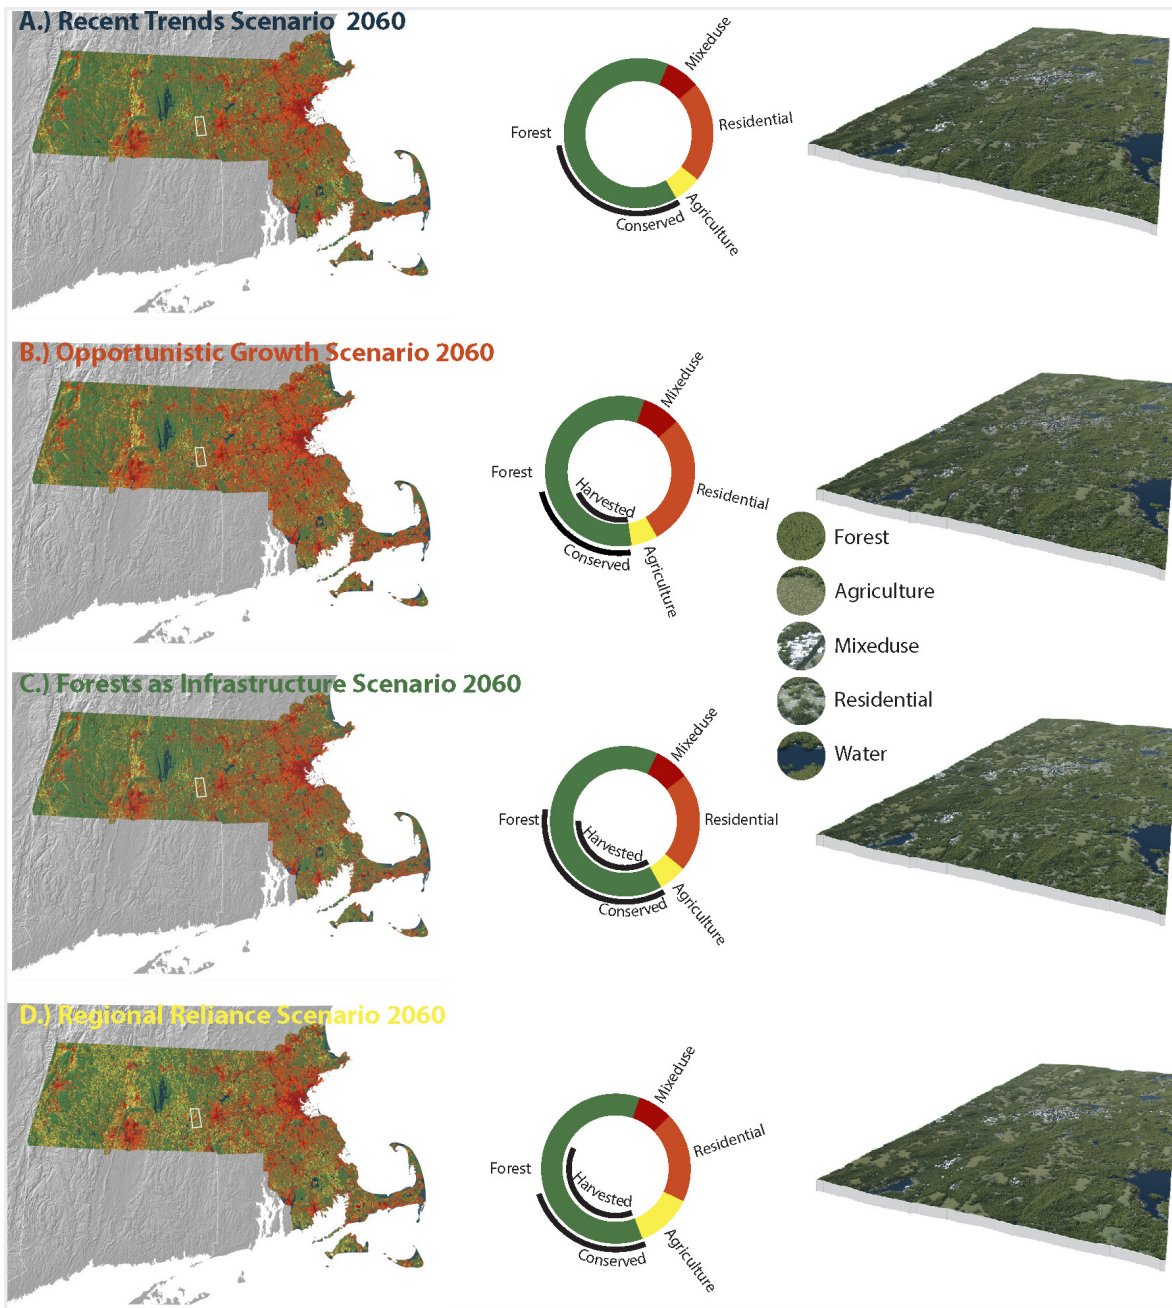 A.) Recent Trends Scenario 2060
Mixeduse
Forest
Residential
Conserved
Agriculture
B.) Opportunistic Growth Scenario 2060
Mixeduse
Forest
Harvested
Residential
Conserved
Agriculture
Forest
Agriculture
Mixeduse
Residential
Water
C.) Forests as Infrastructure Scenario 2060
Mixeduse
Forest
Harvested
Residential
Conserved
Agriculture
D.) Regional Reliance Scenario 2060
Mixeduse
Residential
Forest
Harvested
Conserved
Agriculture